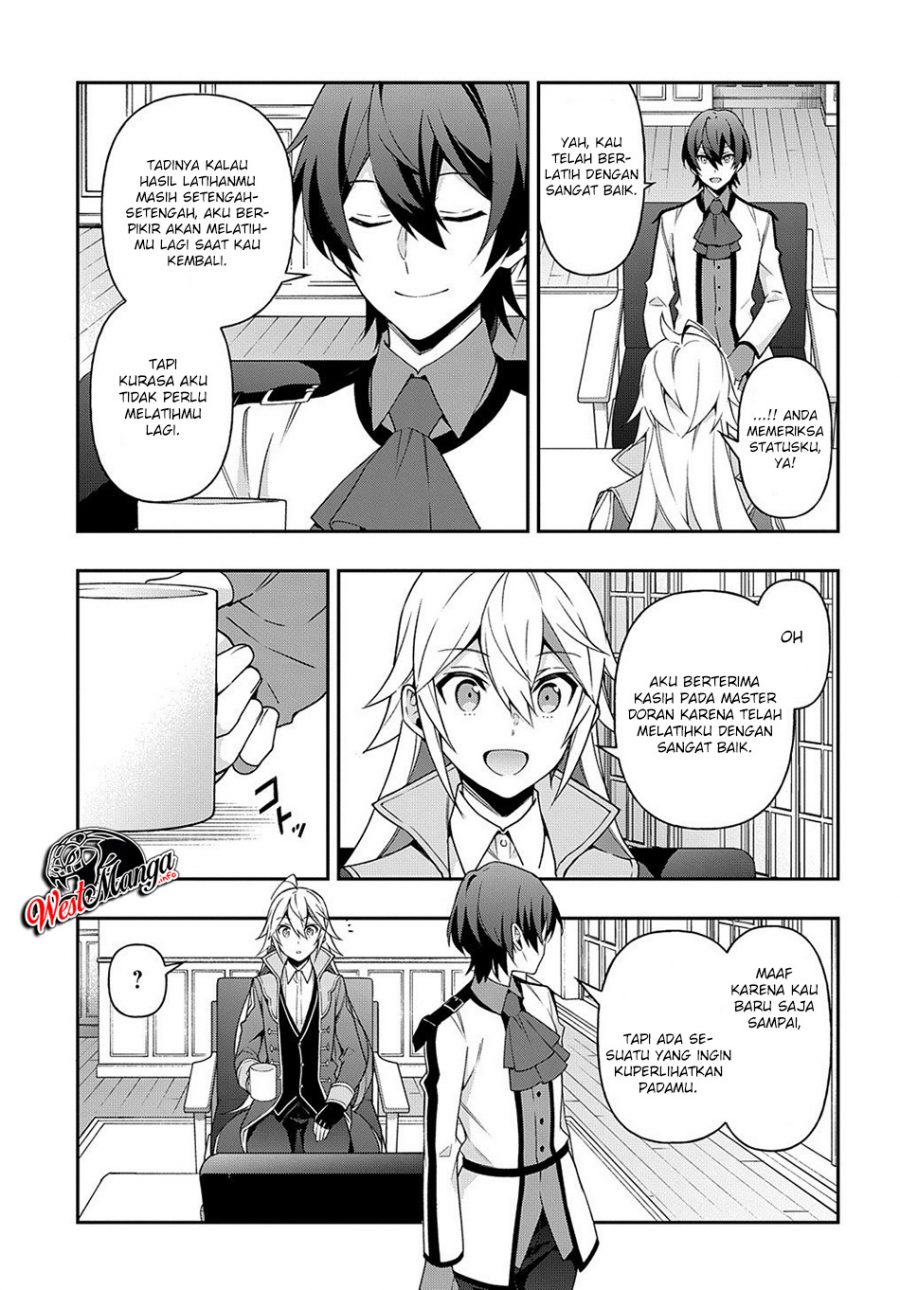 YAH, KAU
TELAH BER-
LATIH DENGAN
SANGAT BAIK.
...!! ANDA
MEMERIKSA
STATUSKU,
YA!
TADINYA KALAU
HASIL LATIHANMU
MASIH SETENGAH-
SETENGAH, AKU BER-
PIKIR AKAN MELATIH-
MU LAGI SAAT KAU
KEMBALI.
TAPI
KURASA AKU
TIDAK PERLU
MELATIHMU
LAGI.
OH
AKU BERTERIMA
KASIH PADA MASTER
DORAN KARENA TELAH
MELATIHKU DENGAN
SANGAT BAIK.
コトッ
WestManga
.info
MAAF
KARENA KAU
BARU SAJA
SAMPAI,
TAPI ADA SE-
SUATU YANG INGIN
KUPERLIHATKAN
PADAMU.
?